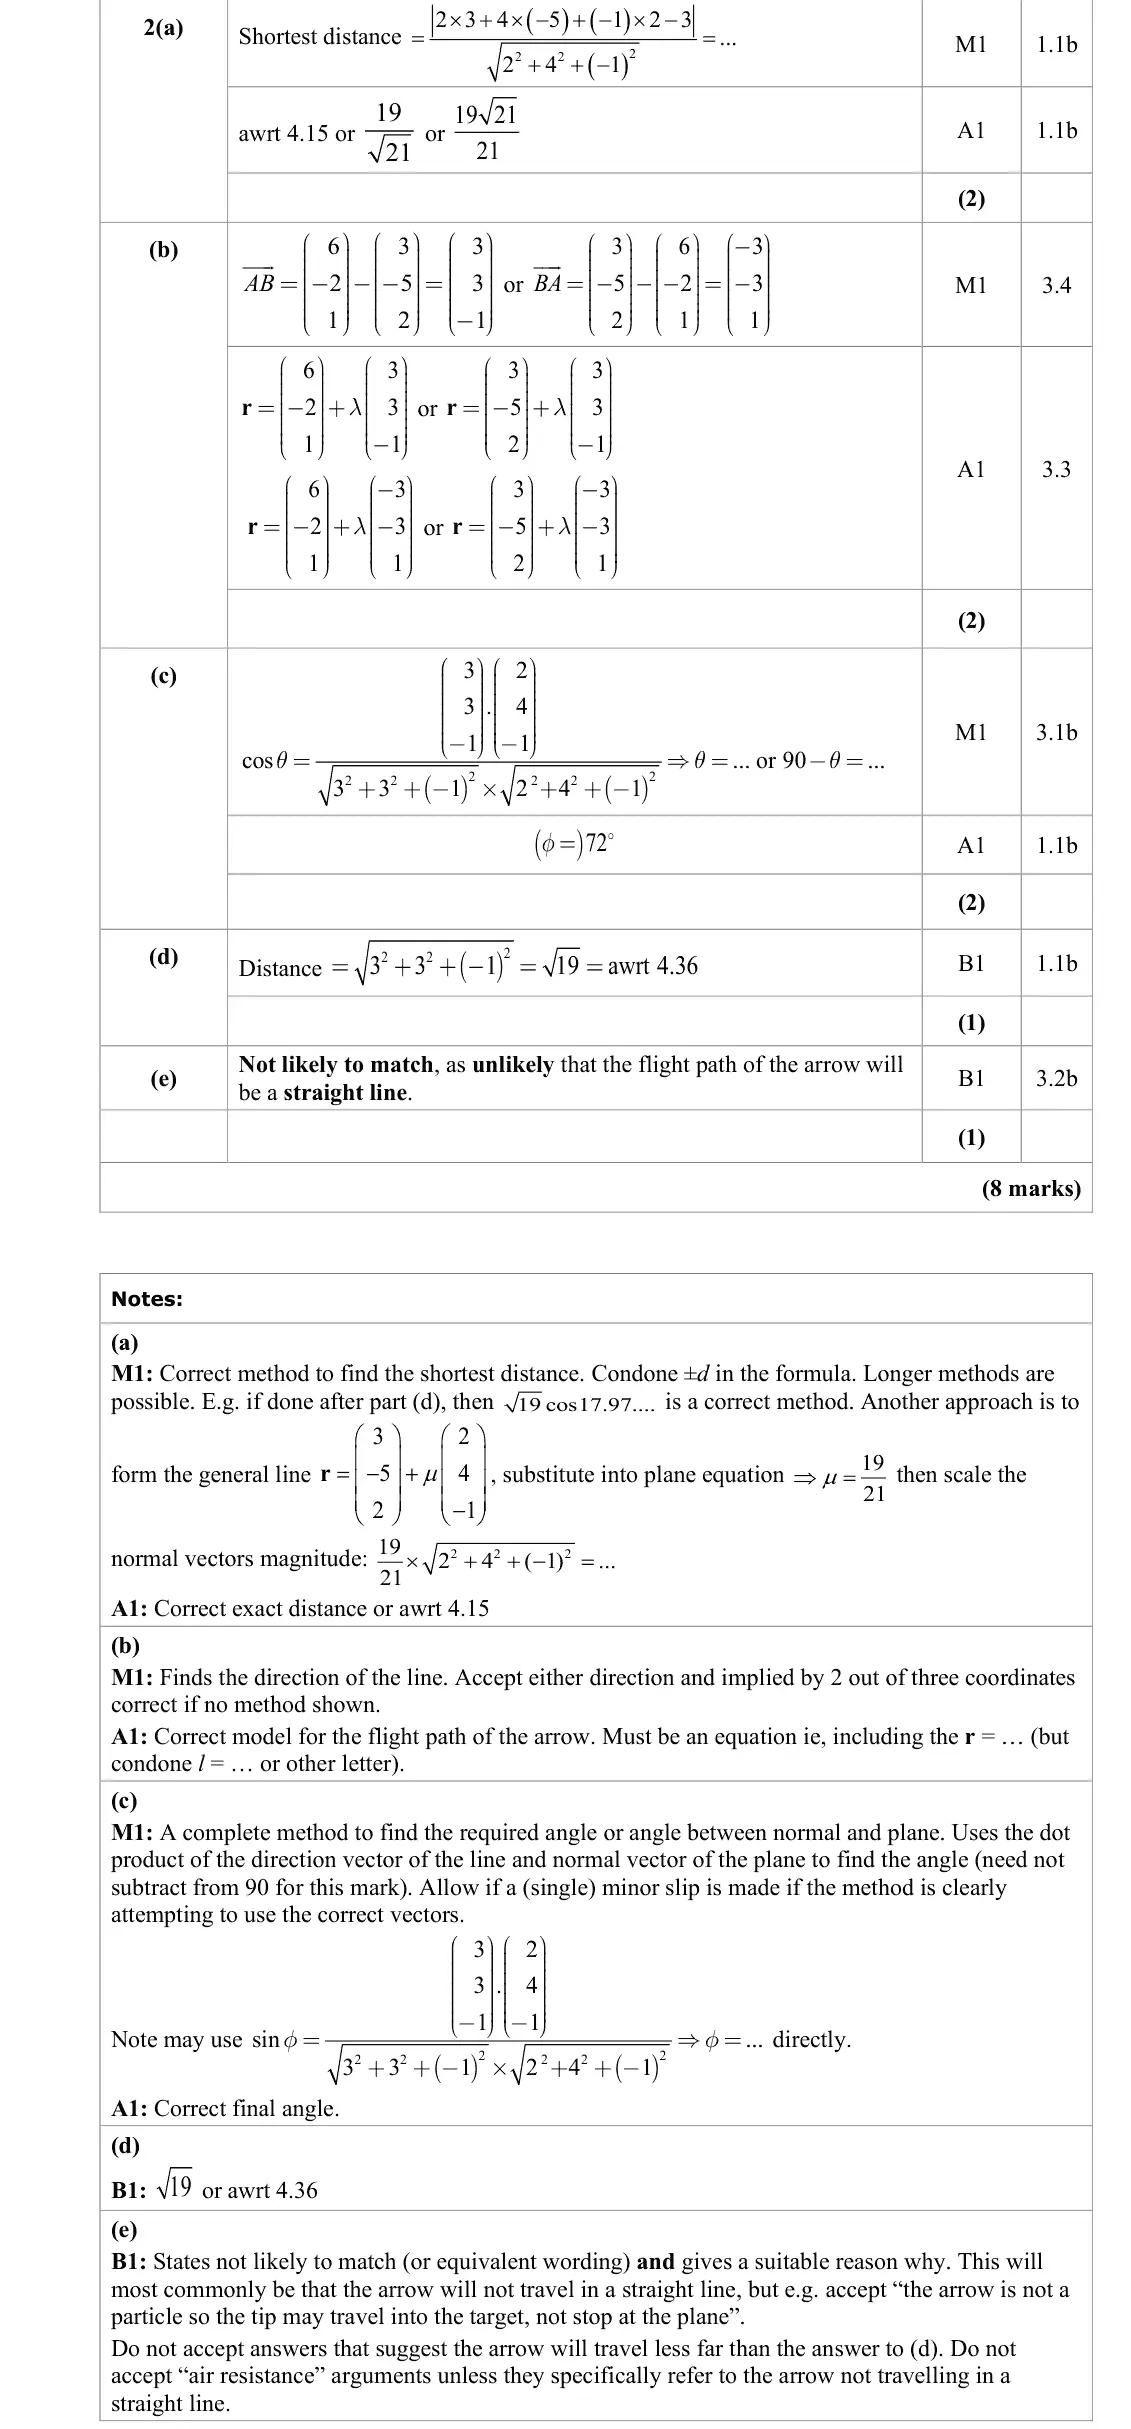 2(a) Shortest distance = |2×3+4×(−5)+(−1)×2−3| / √(2²+4²+(−1)²) = ... M1 1.1b
awrt 4.15 or 19/√21 or 19√21/21 A1 1.1b
(2)
(b) AB = (6, −2, 1) − (3, −5, 2) = (3, 3, −1) or BA = (3, −5, 2) − (6, −2, 1) = (−3, −3, 1) M1 3.4
r = (6, −2, 1) + λ(3, 3, −1) or r = (3, −5, 2) + λ(3, 3, −1)
r = (6, −2, 1) + λ(−3, −3, 1) or r = (3, −5, 2) + λ(−3, −3, 1) A1 3.3
(2)
(c) cos θ = (3, 3, −1).(2, 4, −1) / √(3²+3²+(−1)²) × √(2²+4²+(−1)²) ⇒ θ = ... or 90 − θ = ... M1 3.1b
(ϕ =) 72° A1 1.1b
(2)
(d) Distance = √(3²+3²+(−1)²) = √19 = awrt 4.36 B1 1.1b
(1)
(e) Not likely to match, as unlikely that the flight path of the arrow will
be a straight line. B1 3.2b
(1)
(8 marks)
Notes:
(a)
M1: Correct method to find the shortest distance. Condone ±d in the formula. Longer methods are
possible. E.g. if done after part (d), then √19 cos17.97.... is a correct method. Another approach is to
form the general line r = (3, −5, 2) + μ(2, 4, −1), substitute into plane equation ⇒ μ = 19/21 then scale the
normal vectors magnitude: 19/21 × √(2²+4²+(−1)²) = ...
A1: Correct exact distance or awrt 4.15
(b)
M1: Finds the direction of the line. Accept either direction and implied by 2 out of three coordinates
correct if no method shown.
A1: Correct model for the flight path of the arrow. Must be an equation ie, including the r = … (but
condone l = … or other letter).
(c)
M1: A complete method to find the required angle or angle between normal and plane. Uses the dot
product of the direction vector of the line and normal vector of the plane to find the angle (need not
subtract from 90 for this mark). Allow if a (single) minor slip is made if the method is clearly
attempting to use the correct vectors.
Note may use sin ϕ = (3, 3, −1).(2, 4, −1) / √(3²+3²+(−1)²) × √(2²+4²+(−1)²) ⇒ ϕ = ... directly.
A1: Correct final angle.
(d)
B1: √19 or awrt 4.36
(e)
B1: States not likely to match (or equivalent wording) and gives a suitable reason why. This will
most commonly be that the arrow will not travel in a straight line, but e.g. accept “the arrow is not a
particle so the tip may travel into the target, not stop at the plane”.
Do not accept answers that suggest the arrow will travel less far than the answer to (d). Do not
accept “air resistance” arguments unless they specifically refer to the arrow not travelling in a
straight line.